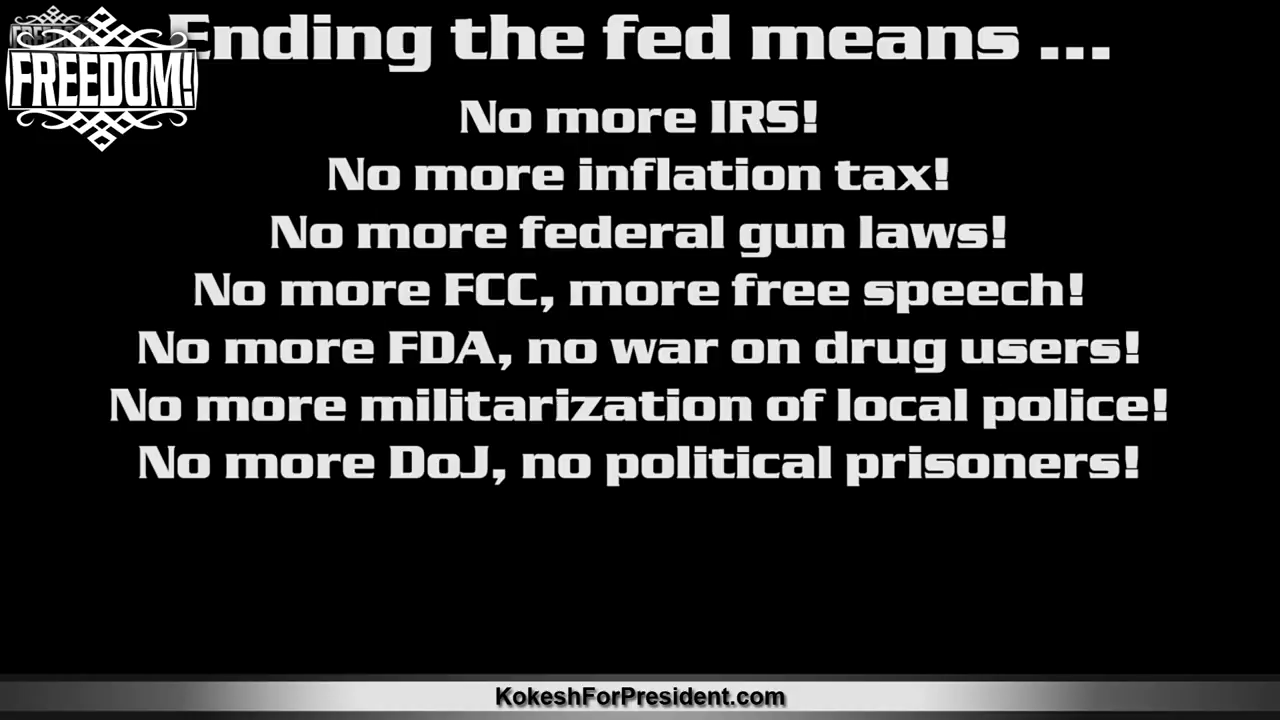 Ending the fed means ...
FREEDOM!
No more IRS!
No more inflation tax!
No more federal gun laws!
No more FCC, more free speech!
No more FDA, no war on drug users!
No more militarization of local police!
No more DoJ, no political prisoners!
KokeshForPresident.com